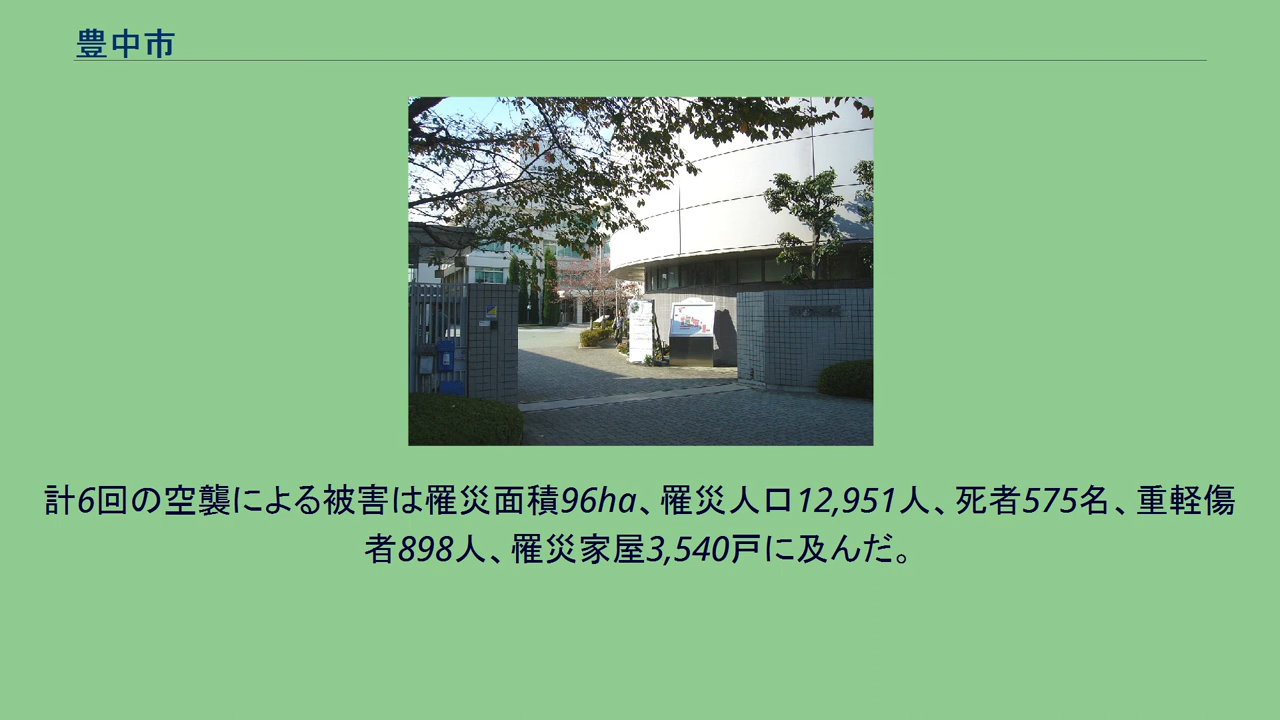 豊中市
計6回の空襲による被害は罹災面積96ha、罹災人口12,951人、死者575名、重軽傷
者898人、罹災家屋3,540戸に及んだ。